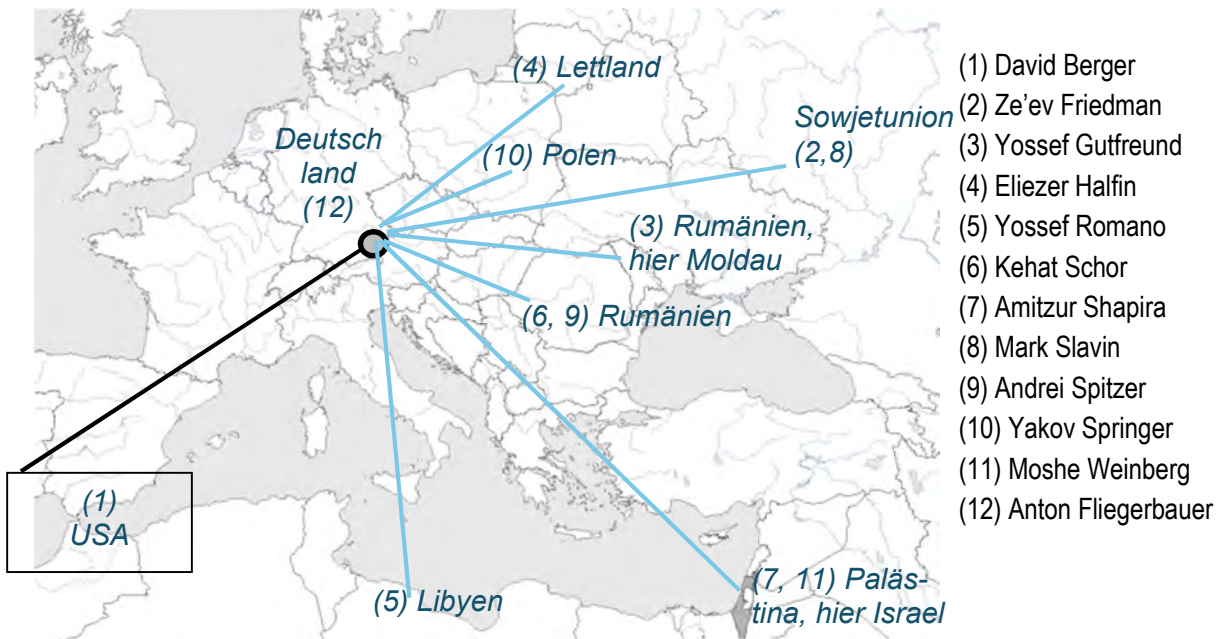 (4) Lettland
Sowjetunion
(2,8)
Deutsch
land
(12)
(10) Polen
(3) Rumänien,
hier Moldau
(6, 9) Rumänien
(1)
USA
(5) Libyen
(7, 11) Paläs-
tina, hier Israel
(1) David Berger
(2) Ze’ev Friedman
(3) Yossef Gutfreund
(4) Eliezer Halfin
(5) Yossef Romano
(6) Kehat Schor
(7) Amitzur Shapira
(8) Mark Slavin
(9) Andrei Spitzer
(10) Yakov Springer
(11) Moshe Weinberg
(12) Anton Fliegerbauer